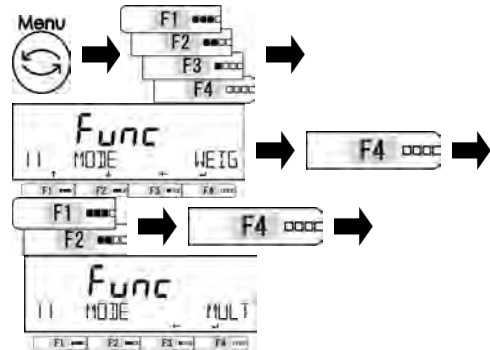 Menu
F1
F2
F3
F4
Func
11 MODE WEIG
F1 F2 F3 F4
F4
F1
F2
F4
Func
11 MODE MULT
F1 F2 F3 F4